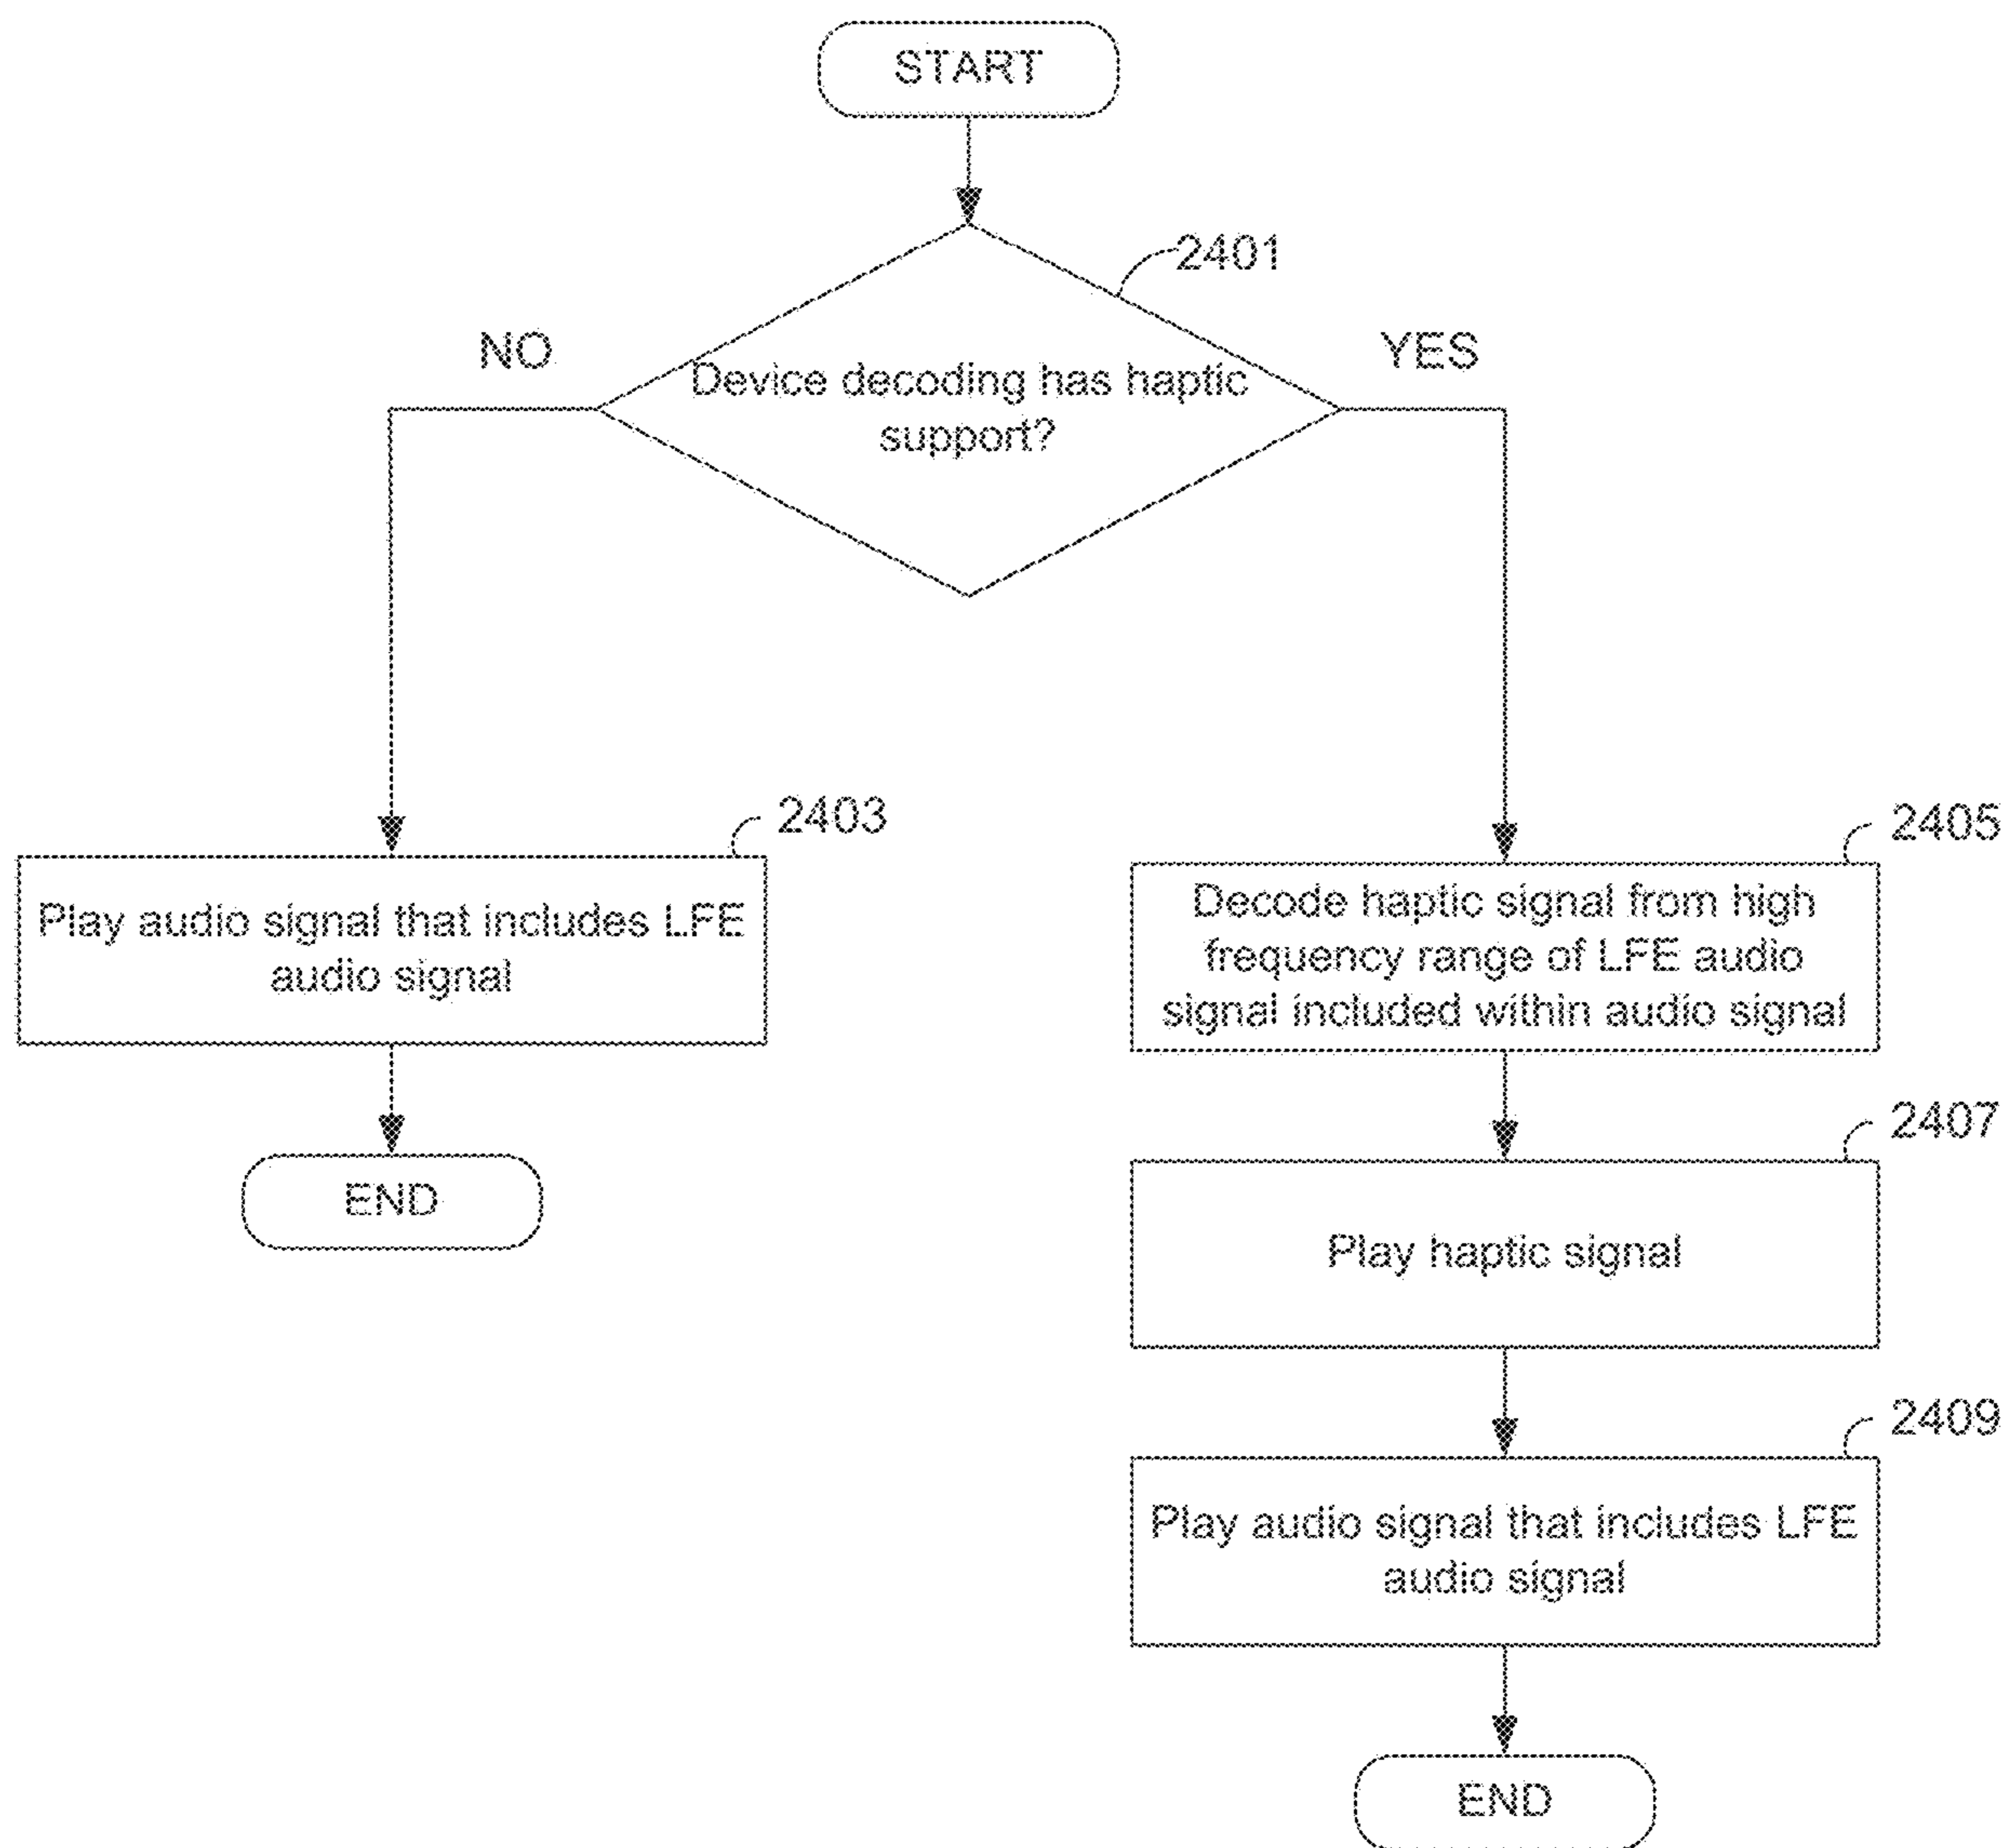 START
2401
NO
YES
Device decoding has haptic
support?
2403
Play audio signal that includes LFE
audio signal
END
2405
Decode haptic signal from high
frequency range of LFE audio
signal included within audio signal
2407
Play haptic signal
2409
Play audio signal that includes LFE
audio signal
END